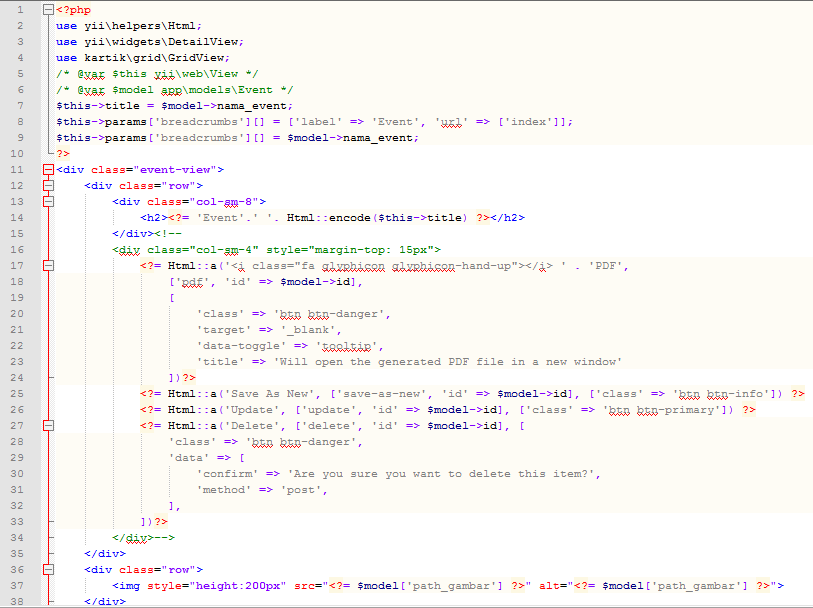 1 <?php
2 use yii\helpers\Html;
3 use yii\widgets\DetailView;
4 use kartik\grid\GridView;
5 /* @var $this yii\web\View */
6 /* @var $model app\models\Event */
7 $this->title = $model->nama_event;
8 $this->params['breadcrumbs'][] = ['label' => 'Event', 'url' => ['index']];
9 $this->params['breadcrumbs'][] = $model->nama_event;
10 ?>
11 <div class="event-view">
12 <div class="row">
13 <div class="col-sm-8">
14 <h2><?= 'Event'.' '. Html::encode($this->title) ?></h2>
15 </div><!--
16 <div class="col-sm-4" style="margin-top: 15px">
17 <?= Html::a('<i class="fa glyphicon glyphicon-hand-up"></i> ' . 'PDF',
18 ['pdf', 'id' => $model->id],
19 [
20 'class' => 'btn btn-danger',
21 'target' => '_blank',
22 'data-toggle' => 'tooltip',
23 'title' => 'Will open the generated PDF file in a new window'
24 ])?>
25 <?= Html::a('Save As New', ['save-as-new', 'id' => $model->id], ['class' => 'btn btn-info']) ?>
26 <?= Html::a('Update', ['update', 'id' => $model->id], ['class' => 'btn btn-primary']) ?>
27 <?= Html::a('Delete', ['delete', 'id' => $model->id], [
28 'class' => 'btn btn-danger',
29 'data' => [
30 'confirm' => 'Are you sure you want to delete this item?',
31 'method' => 'post',
32 ],
33 ])?>
34 </div>-->
35 </div>
36 <div class="row">
37 <img style="height:200px" src="<?= $model['path_gambar'] ?>" alt="<?= $model['path_gambar'] ?>">
38 </div>